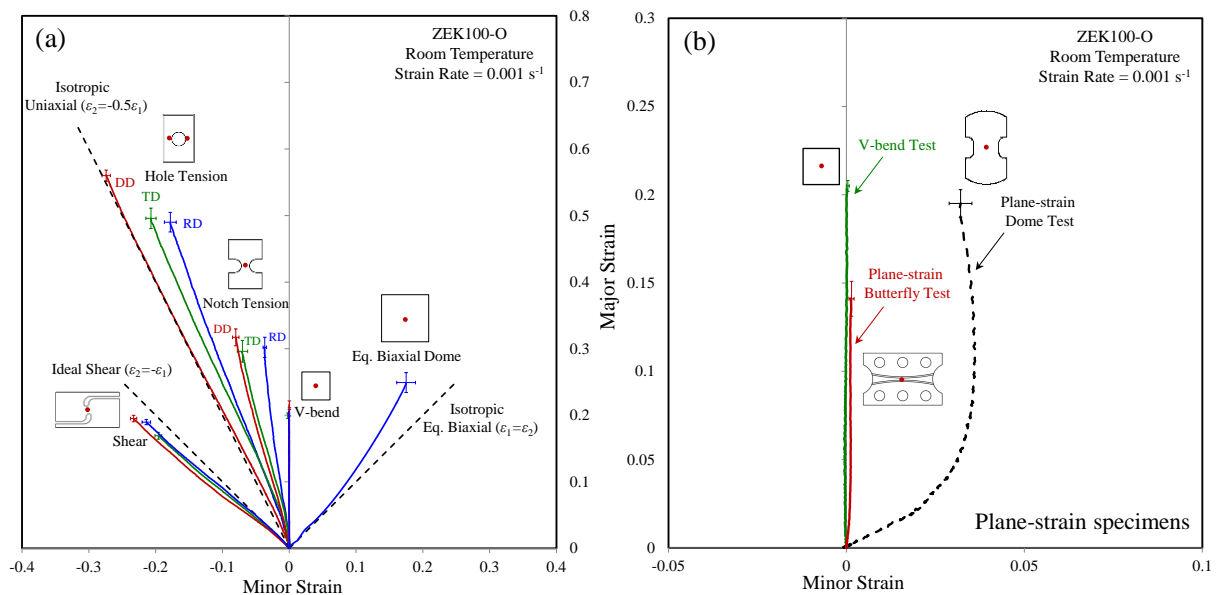 (a)
ZEK100-O
Room Temperature
Strain Rate = 0.001 s⁻¹
Isotropic
Uniaxial (ε₂=-0.5ε₁)
Hole Tension
DD
TD
RD
Notch Tension
DD
TD
RD
Eq. Biaxial Dome
Ideal Shear (ε₂=-ε₁)
V-bend
Isotropic
Eq. Biaxial (ε₁=ε₂)
Shear
0.8
0.7
0.6
0.5
0.4
0.3
0.2
0.1
0
-0.4
-0.3
-0.2
-0.1
0
0.1
0.2
0.3
0.4
Minor Strain
Major Strain
(b)
ZEK100-O
Room Temperature
Strain Rate = 0.001 s⁻¹
V-bend Test
Plane-strain
Dome Test
Plane-strain
Butterfly Test
Plane-strain specimens
0.3
0.25
0.2
0.15
0.1
0.05
0
-0.05
0
0.05
0.1
Minor Strain